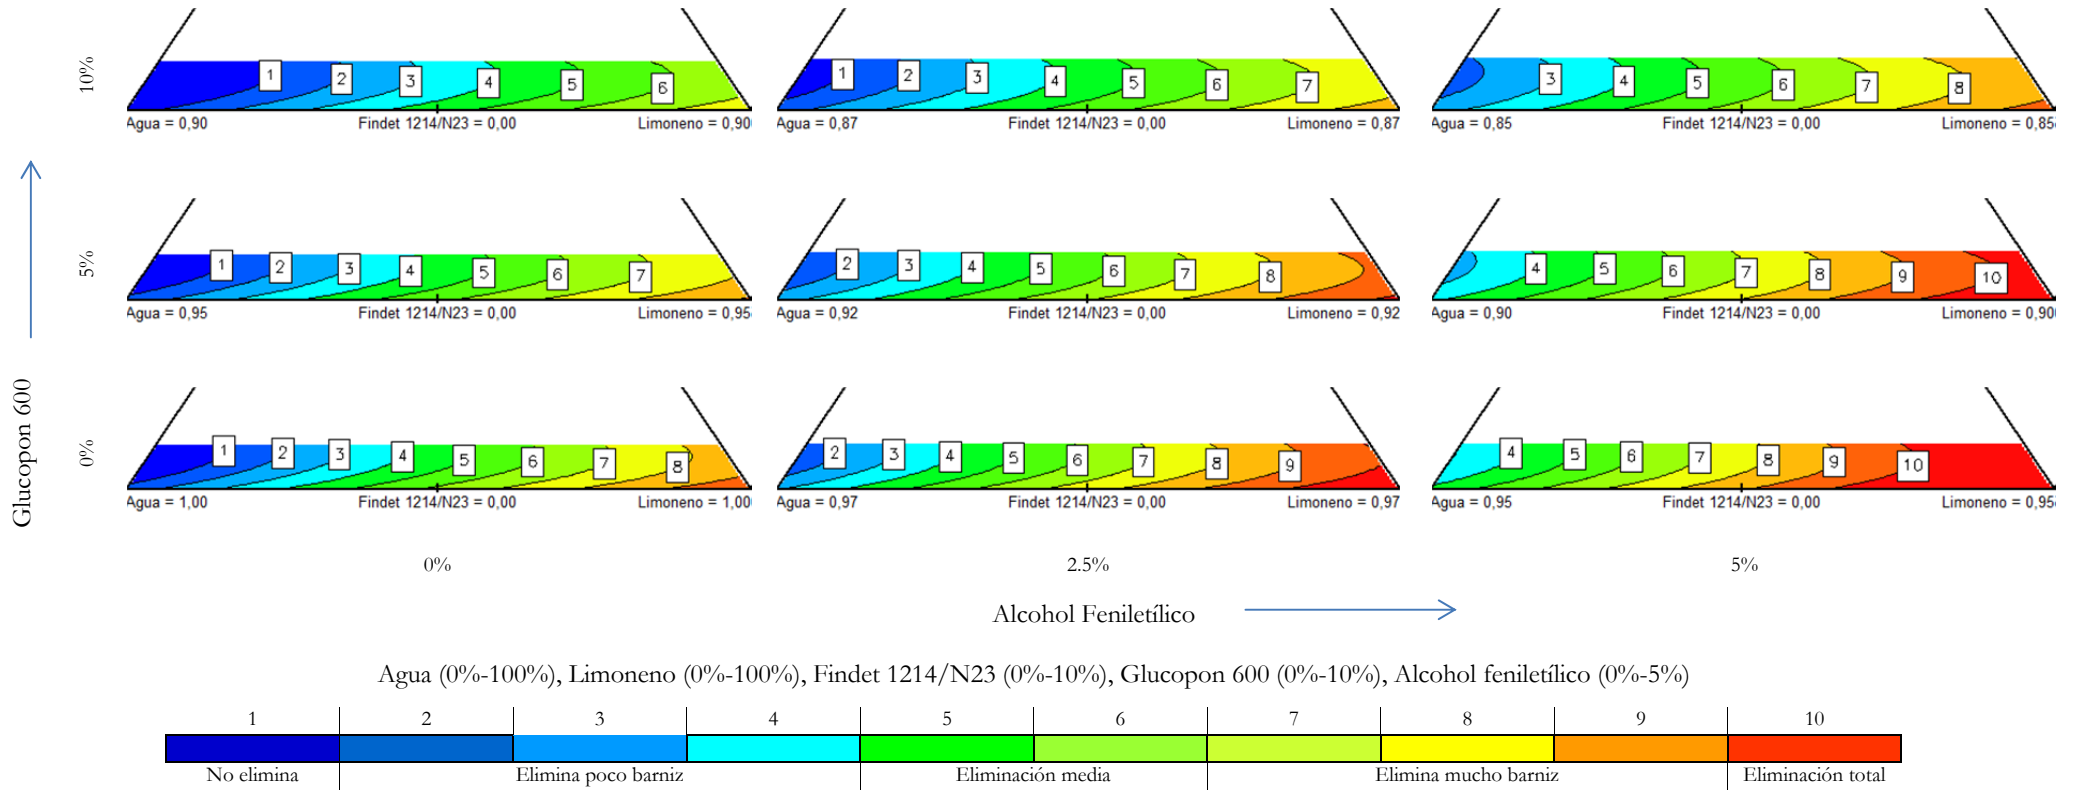 10%
1 2 3 4 5 6
1 2 3 4 5 6 7
3 4 5 6 7 8
Agua = 0,90 Findet 1214/N23 = 0,00 Limoneno = 0,90
Agua = 0,87 Findet 1214/N23 = 0,00 Limoneno = 0,87
Agua = 0,85 Findet 1214/N23 = 0,00 Limoneno = 0,85
5%
1 2 3 4 5 6 7
2 3 4 5 6 7 8
4 5 6 7 8 9 10
Agua = 0,95 Findet 1214/N23 = 0,00 Limoneno = 0,95
Agua = 0,92 Findet 1214/N23 = 0,00 Limoneno = 0,92
Agua = 0,90 Findet 1214/N23 = 0,00 Limoneno = 0,90
Glucopon 600
0%
1 2 3 4 5 6 7 8
2 3 4 5 6 7 8 9
4 5 6 7 8 9 10
Agua = 1,00 Findet 1214/N23 = 0,00 Limoneno = 1,00
Agua = 0,97 Findet 1214/N23 = 0,00 Limoneno = 0,97
Agua = 0,95 Findet 1214/N23 = 0,00 Limoneno = 0,95
0% 2.5% 5%
Alcohol Feniletílico
Agua (0%-100%), Limoneno (0%-100%), Findet 1214/N23 (0%-10%), Glucopon 600 (0%-10%), Alcohol feniletílico (0%-5%)
1 2 3 4 5 6 7 8 9 10
No elimina Elimina poco barniz Eliminación media Elimina mucho barniz Eliminación total